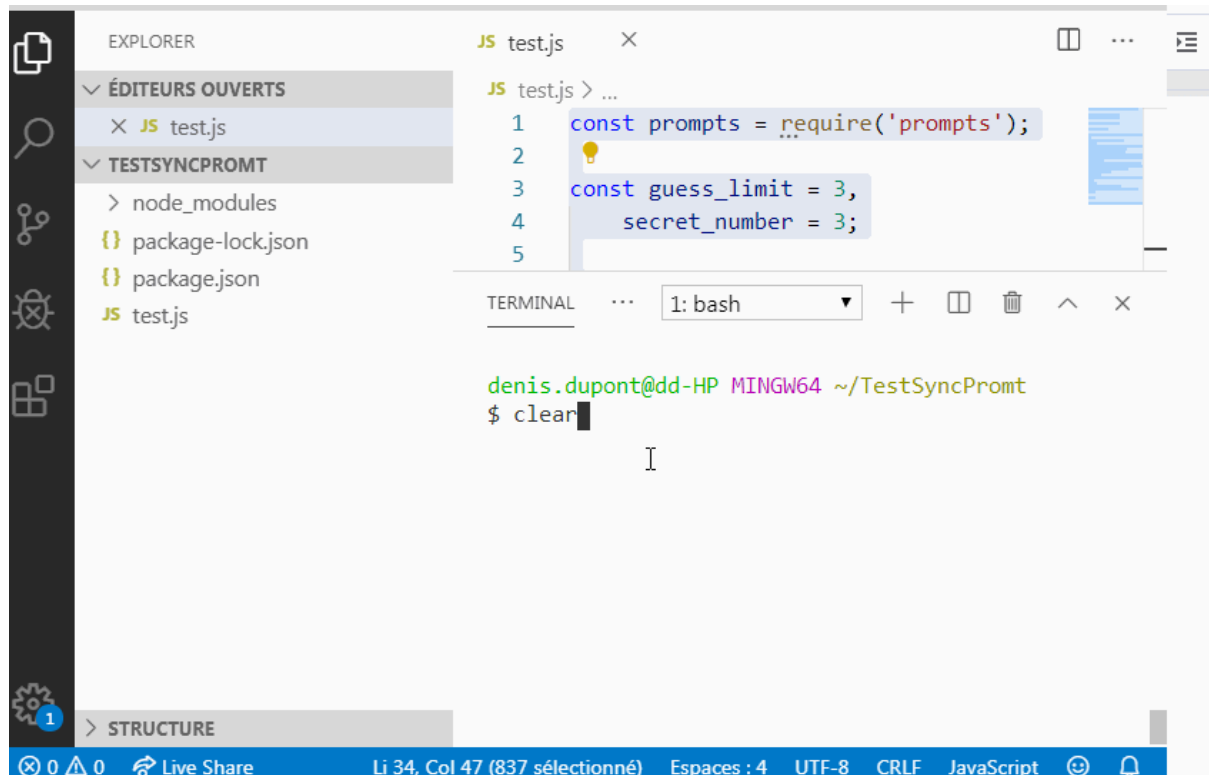 EXPLORER
ÉDITEURS OUVERTS
JS test.js
TESTSYNCPROMT
node_modules
{} package-lock.json
{} package.json
JS test.js
STRUCTURE
JS test.js
JS test.js > ...
1 const prompts = require('prompts');
2
3 const guess_limit = 3,
4 secret_number = 3;
5
TERMINAL ... 1: bash
denis.dupont@dd-HP MINGW64 ~/TestSyncPromt
$ clear
1
0 0 Live Share Li 34, Col 47 (837 sélectionné) Espaces : 4 UTF-8 CRLF JavaScript